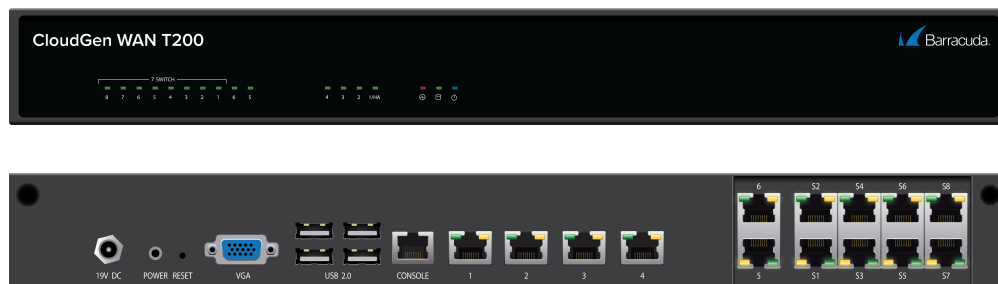 CloudGen WAN T200
Barracuda.
7 SWITCH
8 7 6 5 4 3 2 1 6 5 4 3 2 1/HA
6 S2 S4 S6 S8
19V DC POWER RESET VGA USB 2.0 CONSOLE 1 2 3 4 5 S1 S3 S5 S7